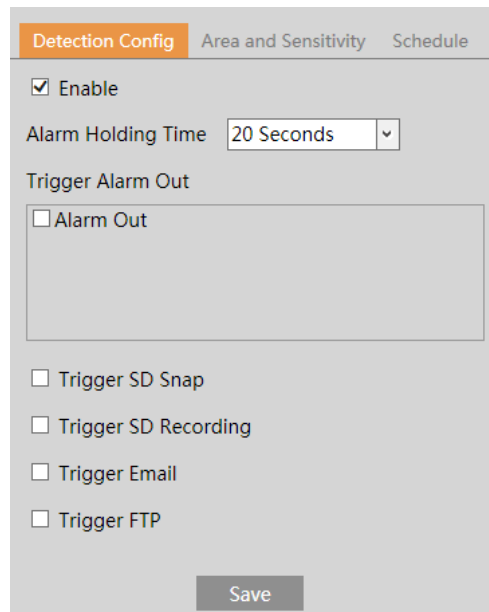 Detection Config Area and Sensitivity Schedule
Enable
Alarm Holding Time 20 Seconds
Trigger Alarm Out
Alarm Out
Trigger SD Snap
Trigger SD Recording
Trigger Email
Trigger FTP
Save